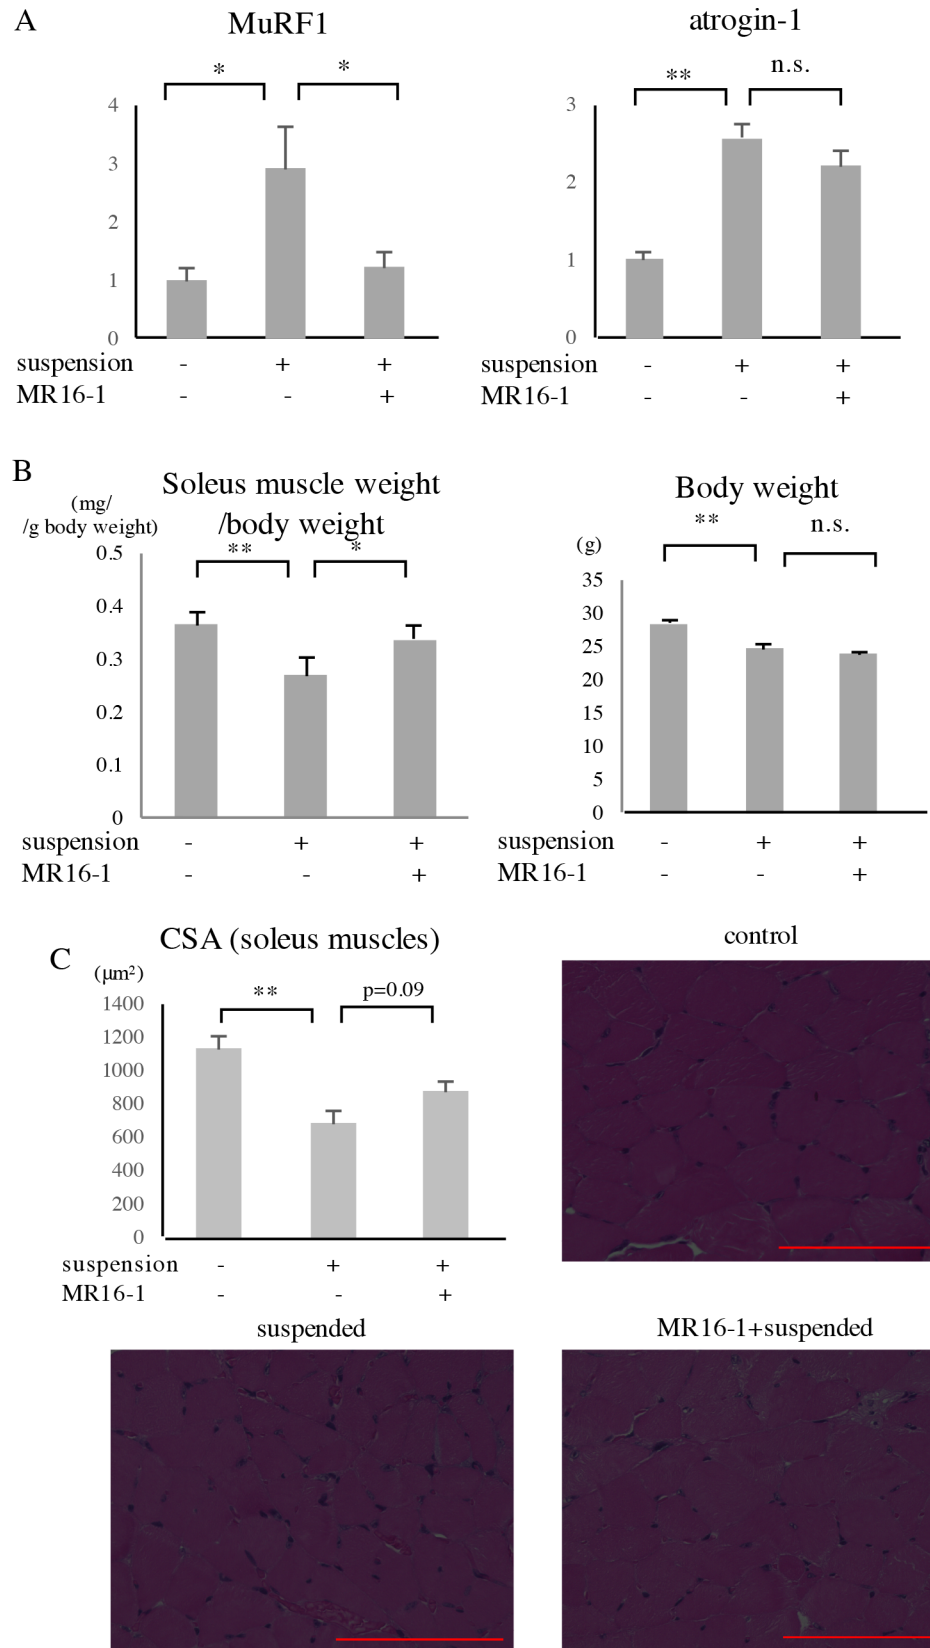 A
MuRF1
atrogin-1
* *
** n.s.
4
3
2
1
0
3
2
1
0
suspension - + +
MR16-1 - - +
suspension - + +
MR16-1 - - +
B
Soleus muscle weight
/body weight
(mg/
/g body weight)
** *
0.5
0.4
0.3
0.2
0.1
0
suspension - + +
MR16-1 - - +
Body weight
** n.s.
(g)
35
30
25
20
15
10
5
0
suspension - + +
MR16-1 - - +
C
CSA (soleus muscles)
(µm²)
** p=0.09
1400
1200
1000
800
600
400
200
0
suspension - + +
MR16-1 - - +
control
suspended
MR16-1+suspended